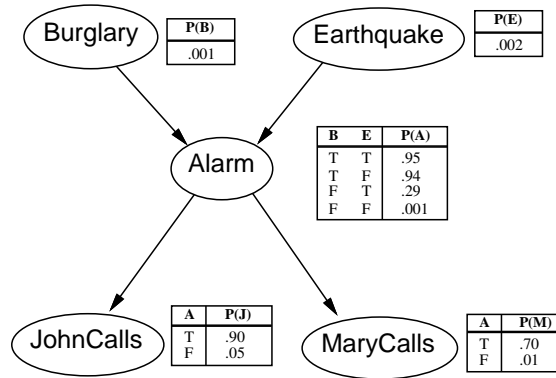 Burglary
P(B)
.001
Earthquake
P(E)
.002
Alarm
B E P(A)
T T .95
T F .94
F T .29
F F .001
JohnCalls
A P(J)
T .90
F .05
MaryCalls
A P(M)
T .70
F .01